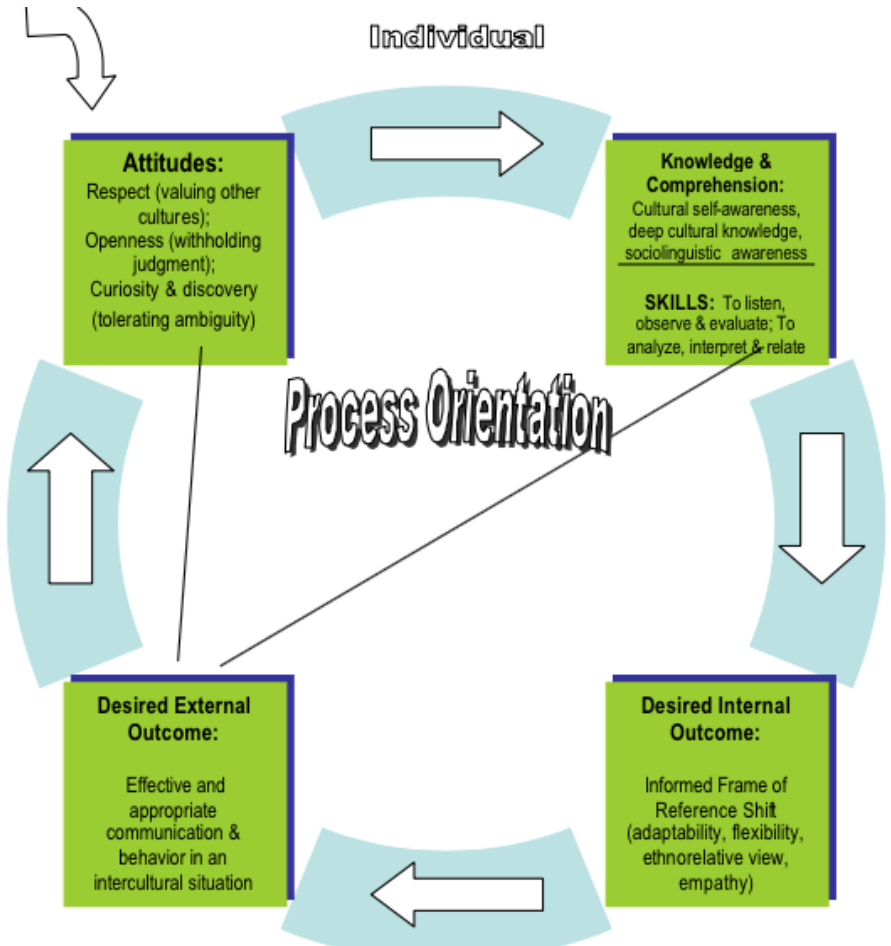 Individual
Attitudes:
Respect (valuing other
cultures);
Openness (withholding
judgment);
Curiosity & discovery
(tolerating ambiguity)
Knowledge &
Comprehension:
Cultural self-awareness,
deep cultural knowledge,
sociolinguistic awareness
SKILLS: To listen,
observe & evaluate; To
analyze, interpret & relate
Process Orientation
Desired External
Outcome:
Effective and
appropriate
communication &
behavior in an
intercultural situation
Desired Internal
Outcome:
Informed Frame of
Reference Shift
(adaptability, flexibility,
ethnorelative view,
empathy)